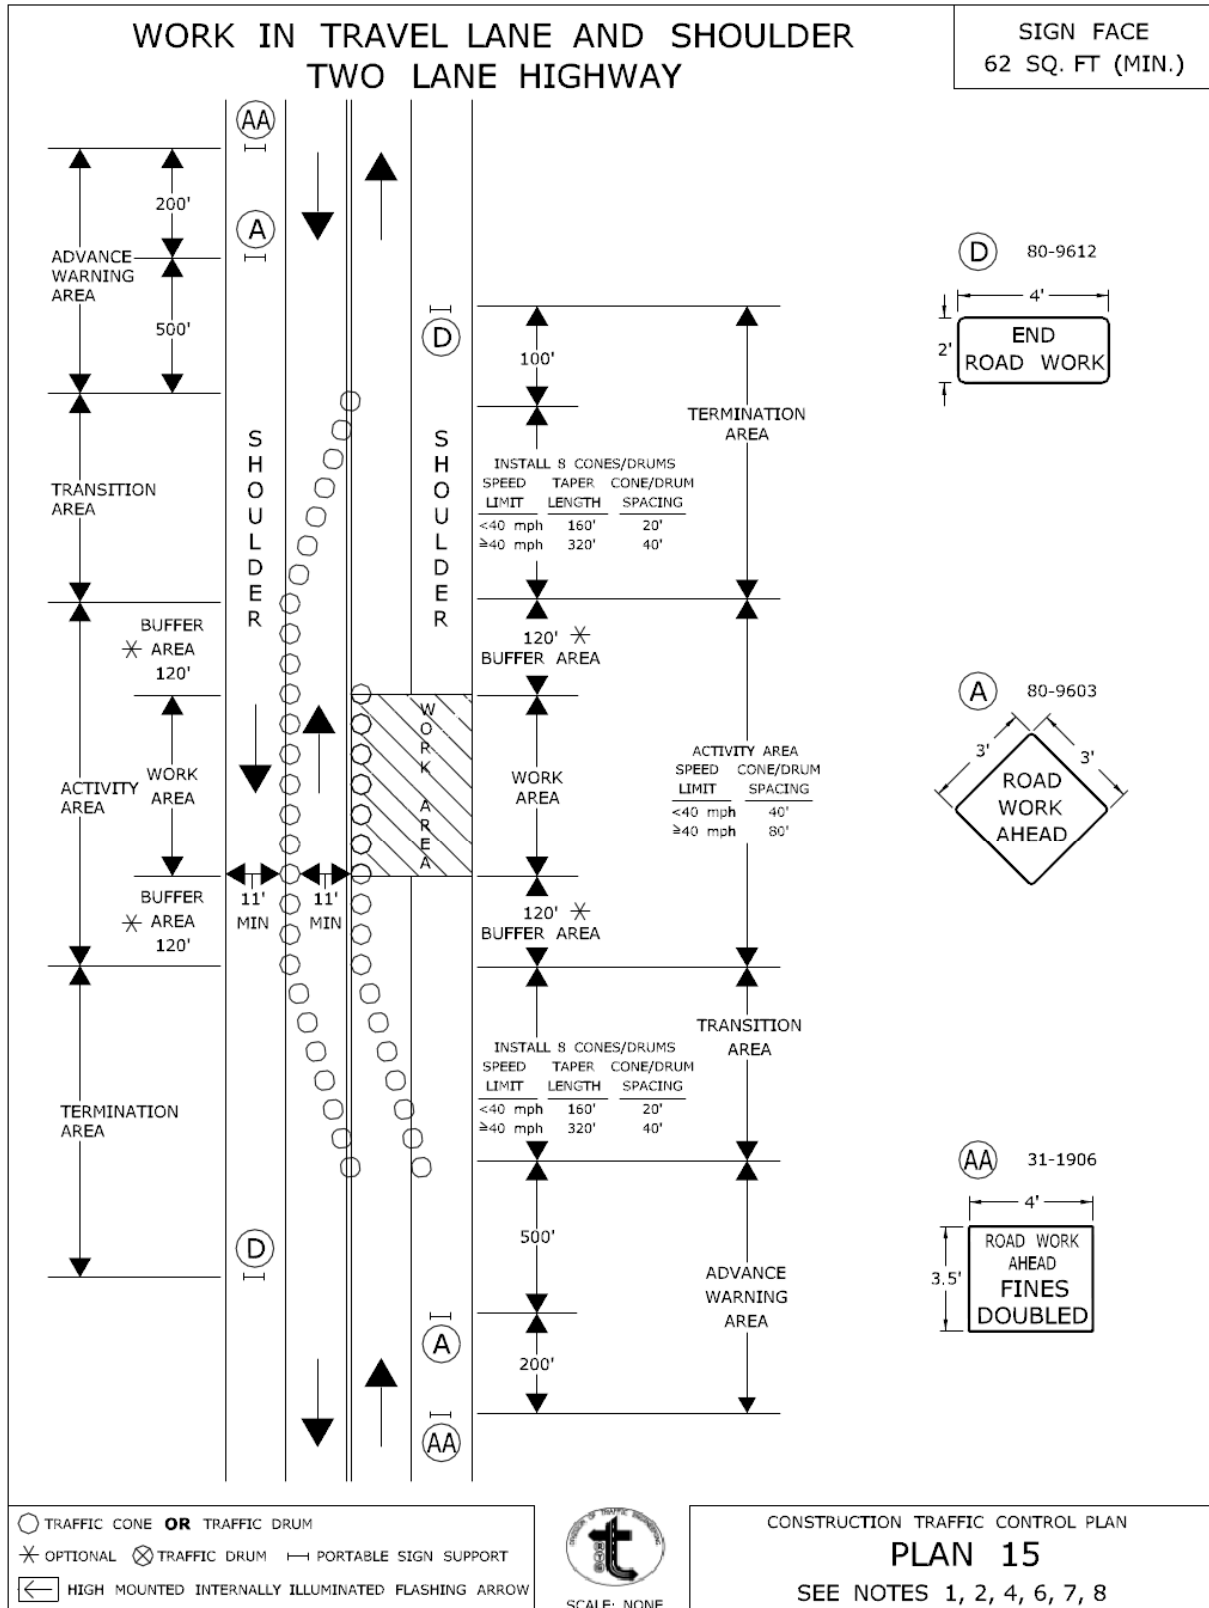 WORK IN TRAVEL LANE AND SHOULDER
TWO LANE HIGHWAY
SIGN FACE
62 SQ. FT (MIN.)
AA
200'
A
ADVANCE
WARNING
AREA
500'
D
100'
TERMINATION
AREA
SHOULDER
SHOULDER
TRANSITION
AREA
INSTALL 8 CONES/DRUMS
SPEED TAPER CONE/DRUM
LIMIT LENGTH SPACING
<40 mph 160' 20'
≥40 mph 320' 40'
BUFFER
* AREA
120'
120' *
BUFFER AREA
WORK AREA
ACTIVITY
AREA
WORK
AREA
WORK
AREA
ACTIVITY AREA
SPEED CONE/DRUM
LIMIT SPACING
<40 mph 40'
≥40 mph 80'
11'
MIN
11'
MIN
BUFFER
* AREA
120'
120' *
BUFFER AREA
TRANSITION
AREA
INSTALL 8 CONES/DRUMS
SPEED TAPER CONE/DRUM
LIMIT LENGTH SPACING
<40 mph 160' 20'
≥40 mph 320' 40'
TERMINATION
AREA
D
500'
A
200'
ADVANCE
WARNING
AREA
AA
D 80-9612
4'
2'
END
ROAD WORK
A 80-9603
3'
3'
ROAD
WORK
AHEAD
AA 31-1906
4'
3.5'
ROAD WORK
AHEAD
FINES
DOUBLED
TRAFFIC CONE OR TRAFFIC DRUM
* OPTIONAL TRAFFIC DRUM PORTABLE SIGN SUPPORT
HIGH MOUNTED INTERNALLY ILLUMINATED FLASHING ARROW
DIVISION OF TRAFFIC ENGINEERING
SCALE: NONE
CONSTRUCTION TRAFFIC CONTROL PLAN
PLAN 15
SEE NOTES 1, 2, 4, 6, 7, 8